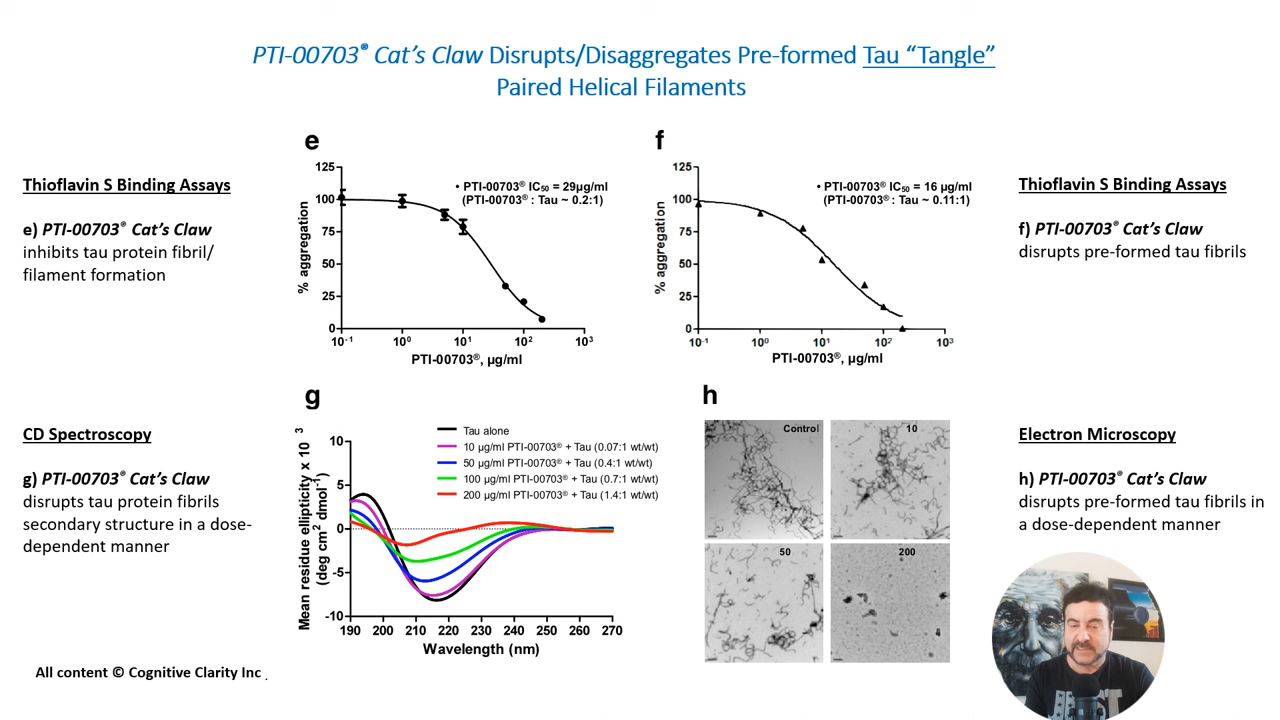 PTI-00703® Cat’s Claw Disrupts/Disaggregates Pre-formed Tau “Tangle”
Paired Helical Filaments
Thioflavin S Binding Assays
e) PTI-00703® Cat’s Claw
inhibits tau protein fibril/
filament formation
e
125
100
75
50
25
0
% aggregation
• PTI-00703® IC₅₀ = 29µg/ml
(PTI-00703® : Tau ~ 0.2:1)
10⁻¹ 10⁰ 10¹ 10² 10³
PTI-00703®, µg/ml
f
125
100
75
50
25
0
% aggregation
• PTI-00703® IC₅₀ = 16 µg/ml
(PTI-00703® : Tau ~ 0.11:1)
10⁻¹ 10⁰ 10¹ 10² 10³
PTI-00703®, µg/ml
Thioflavin S Binding Assays
f) PTI-00703® Cat’s Claw
disrupts pre-formed tau fibrils
CD Spectroscopy
g) PTI-00703® Cat’s Claw
disrupts tau protein fibrils
secondary structure in a dose-
dependent manner
g
Mean residue ellipticity x 10 ³
(deg cm² dmol⁻¹)
10
5
0
-5
-10
Tau alone
10 µg/ml PTI-00703® + Tau (0.07:1 wt/wt)
50 µg/ml PTI-00703® + Tau (0.4:1 wt/wt)
100 µg/ml PTI-00703® + Tau (0.7:1 wt/wt)
200 µg/ml PTI-00703® + Tau (1.4:1 wt/wt)
190 200 210 220 230 240 250 260 270
Wavelength (nm)
h
Control
10
50
200
Electron Microscopy
h) PTI-00703® Cat’s Claw
disrupts pre-formed tau fibrils in
a dose-dependent manner
All content © Cognitive Clarity Inc .